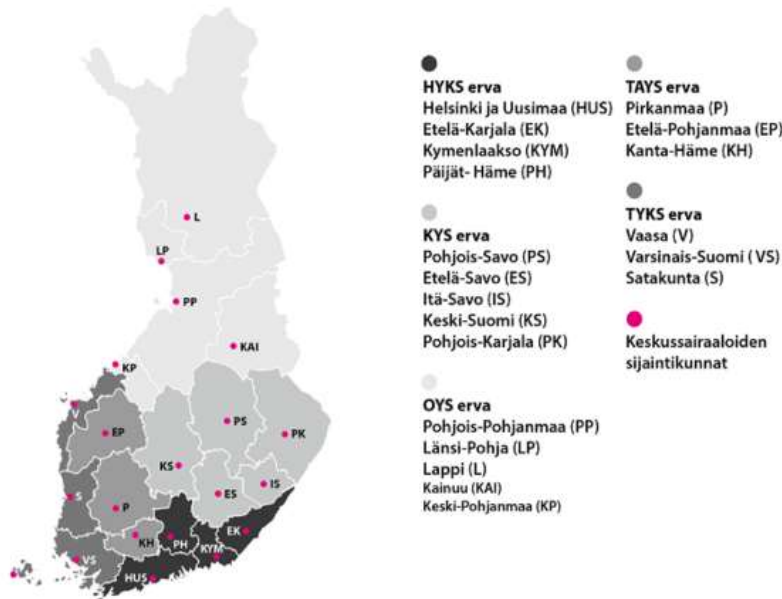 L
LP
PP
KAI
KP
V
EP
PS
PK
KS
IS
S
P
ES
EK
KH
PH
KYM
VS
HUS
HYKS erva
Helsinki ja Uusimaa (HUS)
Etelä-Karjala (EK)
Kymenlaakso (KYM)
Päijät- Häme (PH)
KYS erva
Pohjois-Savo (PS)
Etelä-Savo (ES)
Itä-Savo (IS)
Keski-Suomi (KS)
Pohjois-Karjala (PK)
OYS erva
Pohjois-Pohjanmaa (PP)
Länsi-Pohja (LP)
Lappi (L)
Kainuu (KAI)
Keski-Pohjanmaa (KP)
TAYS erva
Pirkanmaa (P)
Etelä-Pohjanmaa (EP)
Kanta-Häme (KH)
TYKS erva
Vaasa (V)
Varsinais-Suomi ( VS)
Satakunta (S)
Keskussairaaloiden
sijaintikunnat